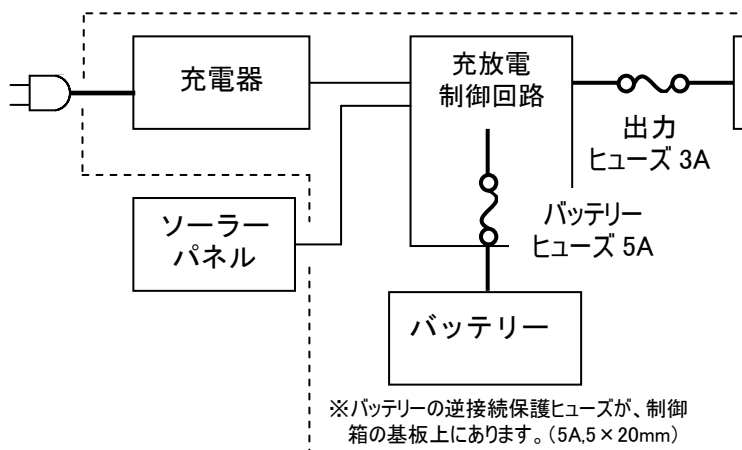 充電器
充放電
制御回路
出力
ヒューズ 3A
ソーラー
パネル
バッテリー
ヒューズ 5A
バッテリー
※バッテリーの逆接続保護ヒューズが、制御
箱の基板上にあります。（5A,5×20mm）